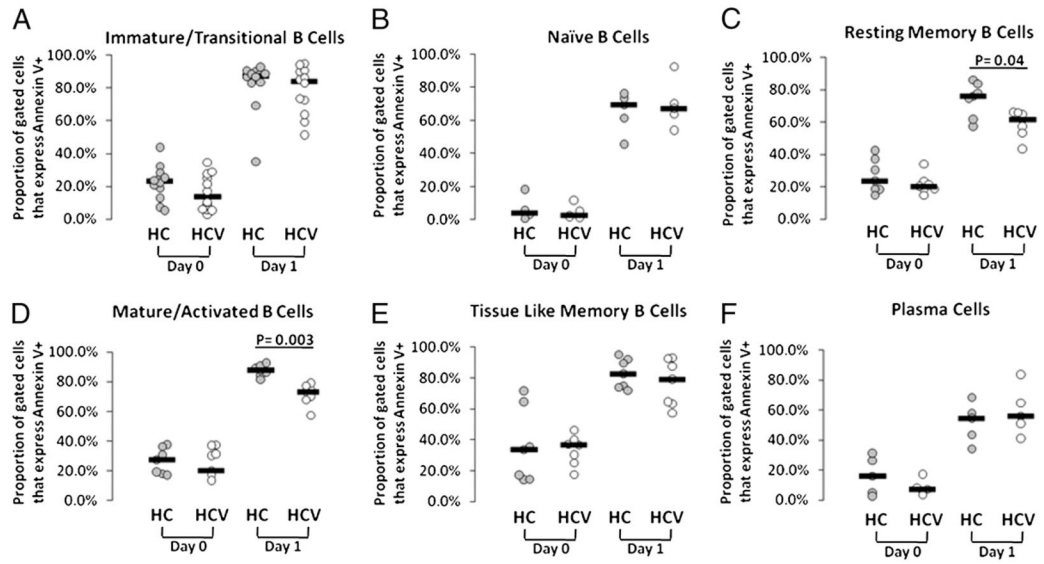 A
Immature/Transitional B Cells
Proportion of gated cells
that express Annexin V+
100.0%
80.0%
60.0%
40.0%
20.0%
0.0%
HC HCV HC HCV
Day 0 Day 1
B
Naïve B Cells
Proportion of gated cells
that express Annexin V+
100.0%
80.0%
60.0%
40.0%
20.0%
0.0%
HC HCV HC HCV
Day 0 Day 1
C
Resting Memory B Cells
P= 0.04
Proportion of gated cells
that express Annexin V+
100.0%
80.0%
60.0%
40.0%
20.0%
0.0%
HC HCV HC HCV
Day 0 Day 1
D
Mature/Activated B Cells
P= 0.003
Proportion of gated cells
that express Annexin V+
100.0%
80.0%
60.0%
40.0%
20.0%
0.0%
HC HCV HC HCV
Day 0 Day 1
E
Tissue Like Memory B Cells
Proportion of gated cells
that express Annexin V+
100.0%
80.0%
60.0%
40.0%
20.0%
0.0%
HC HCV HC HCV
Day 0 Day 1
F
Plasma Cells
Proportion of gated cells
that express Annexin V+
100.0%
80.0%
60.0%
40.0%
20.0%
0.0%
HC HCV HC HCV
Day 0 Day 1